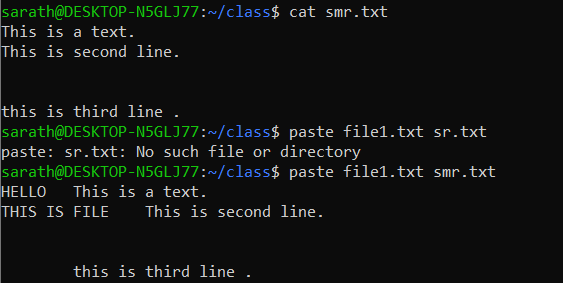 sarath@DESKTOP-N5GLJ77:~/class$ cat smr.txt
This is a text.
This is second line.


this is third line .
sarath@DESKTOP-N5GLJ77:~/class$ paste file1.txt sr.txt
paste: sr.txt: No such file or directory
sarath@DESKTOP-N5GLJ77:~/class$ paste file1.txt smr.txt
HELLO   This is a text.
THIS IS FILE    This is second line.


        this is third line .